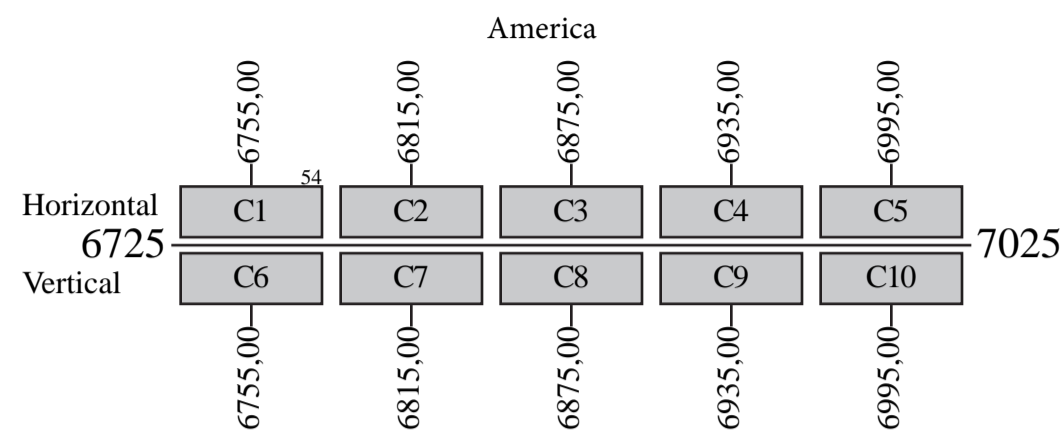 America
6755,00 6815,00 6875,00 6935,00 6995,00
54
Horizontal C1 C2 C3 C4 C5
6725 7025
Vertical C6 C7 C8 C9 C10
6755,00 6815,00 6875,00 6935,00 6995,00